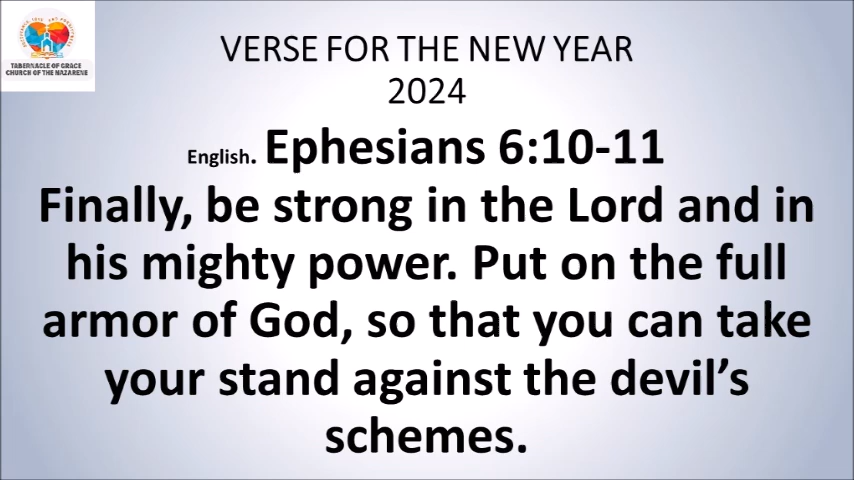 TABERNACLE OF GRACE
CHURCH OF THE NAZARENE
VERSE FOR THE NEW YEAR
2024
English. Ephesians 6:10-11
Finally, be strong in the Lord and in
his mighty power. Put on the full
armor of God, so that you can take
your stand against the devil’s
schemes.